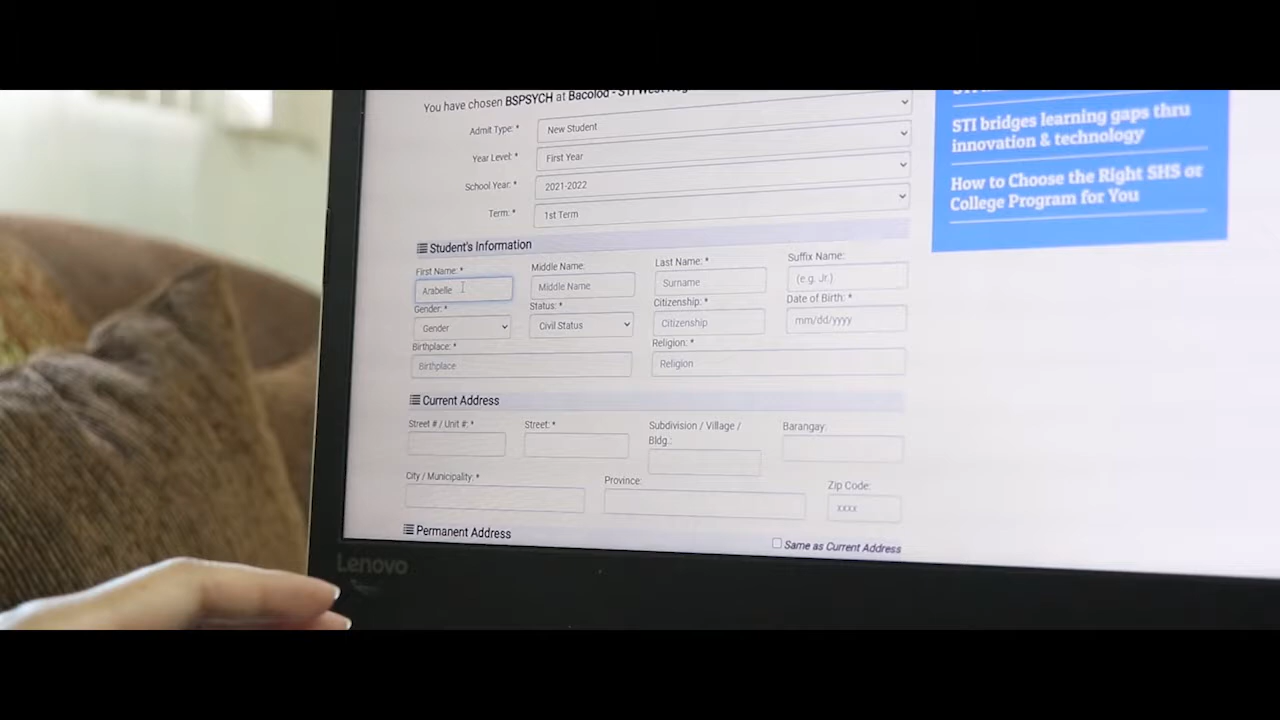 You have chosen BSPSYCH at Bacolod - STI West
Admit Type: * New Student
Year Level: * First Year
School Year: * 2021-2022
Term: * 1st Term
Student's Information
First Name: * Middle Name: Last Name: * Suffix Name:
Arabelle Middle Name Surname (e.g. Jr.)
Gender: * Status: * Citizenship: * Date of Birth: *
Gender Civil Status Citizenship mm/dd/yyyy
Birthplace: * Religion: *
Birthplace Religion
Current Address
Street # / Unit #: * Street: * Subdivision / Village / Bldg.: Barangay:
City / Municipality: * Province: Zip Code:
xxxx
Permanent Address Same as Current Address
STI bridges learning gaps thru
innovation & technology
How to Choose the Right SHS or
College Program for You
Lenovo